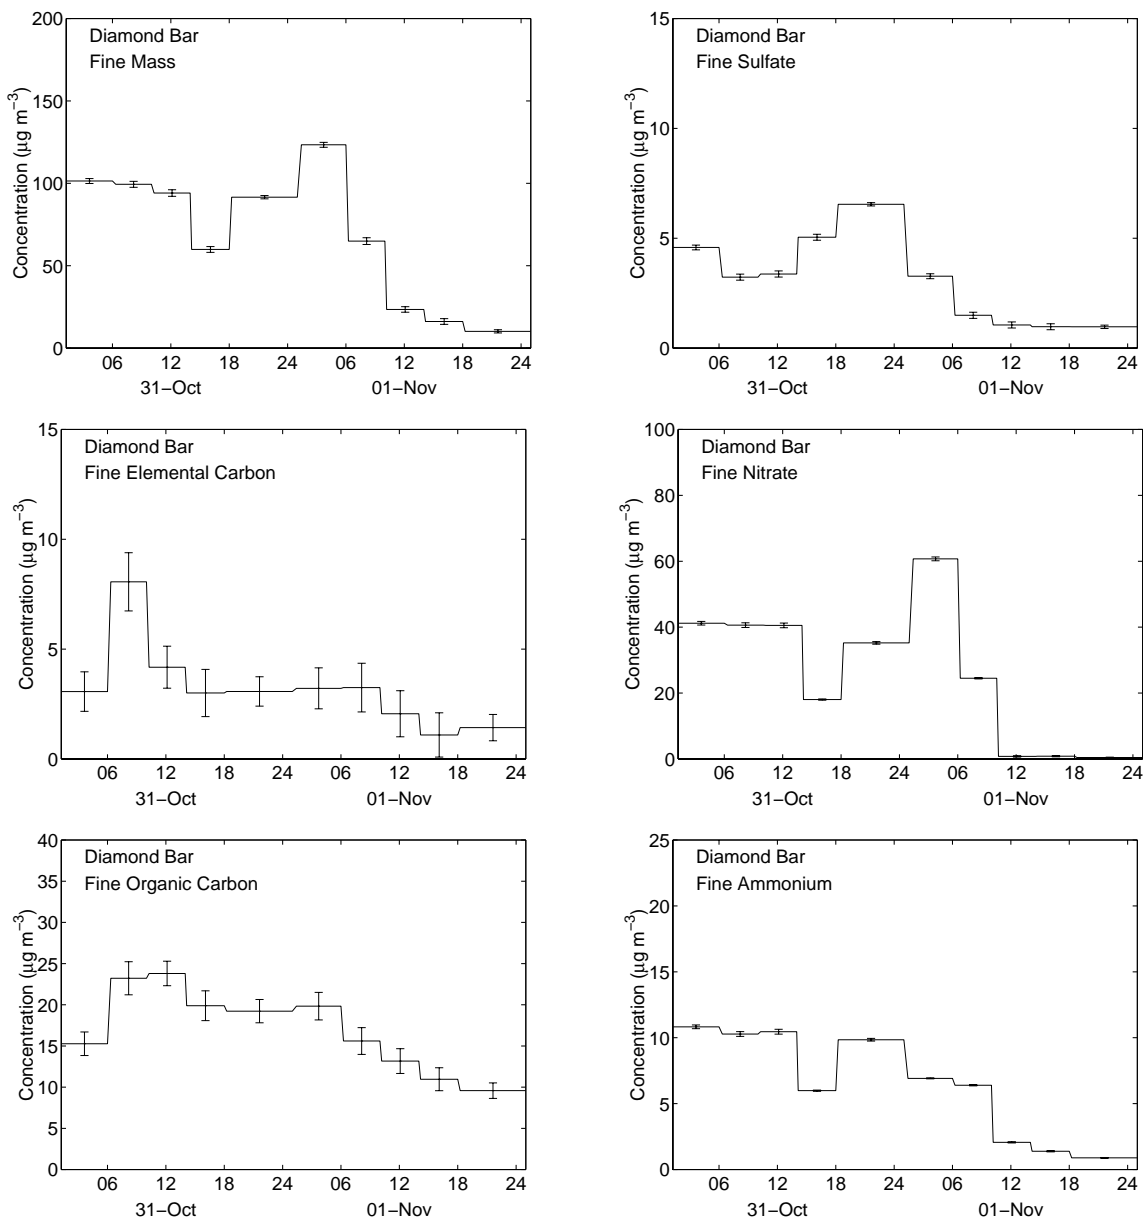 200
150
100
50
0
Concentration (μg m−3)
Diamond Bar
Fine Mass
06 12 18 24 06 12 18 24
31−Oct 01−Nov
15
10
5
0
Concentration (μg m−3)
Diamond Bar
Fine Sulfate
06 12 18 24 06 12 18 24
31−Oct 01−Nov
15
10
5
0
Concentration (μg m−3)
Diamond Bar
Fine Elemental Carbon
06 12 18 24 06 12 18 24
31−Oct 01−Nov
100
80
60
40
20
0
Concentration (μg m−3)
Diamond Bar
Fine Nitrate
06 12 18 24 06 12 18 24
31−Oct 01−Nov
40
35
30
25
20
15
10
5
0
Concentration (μg m−3)
Diamond Bar
Fine Organic Carbon
06 12 18 24 06 12 18 24
31−Oct 01−Nov
25
20
15
10
5
0
Concentration (μg m−3)
Diamond Bar
Fine Ammonium
06 12 18 24 06 12 18 24
31−Oct 01−Nov